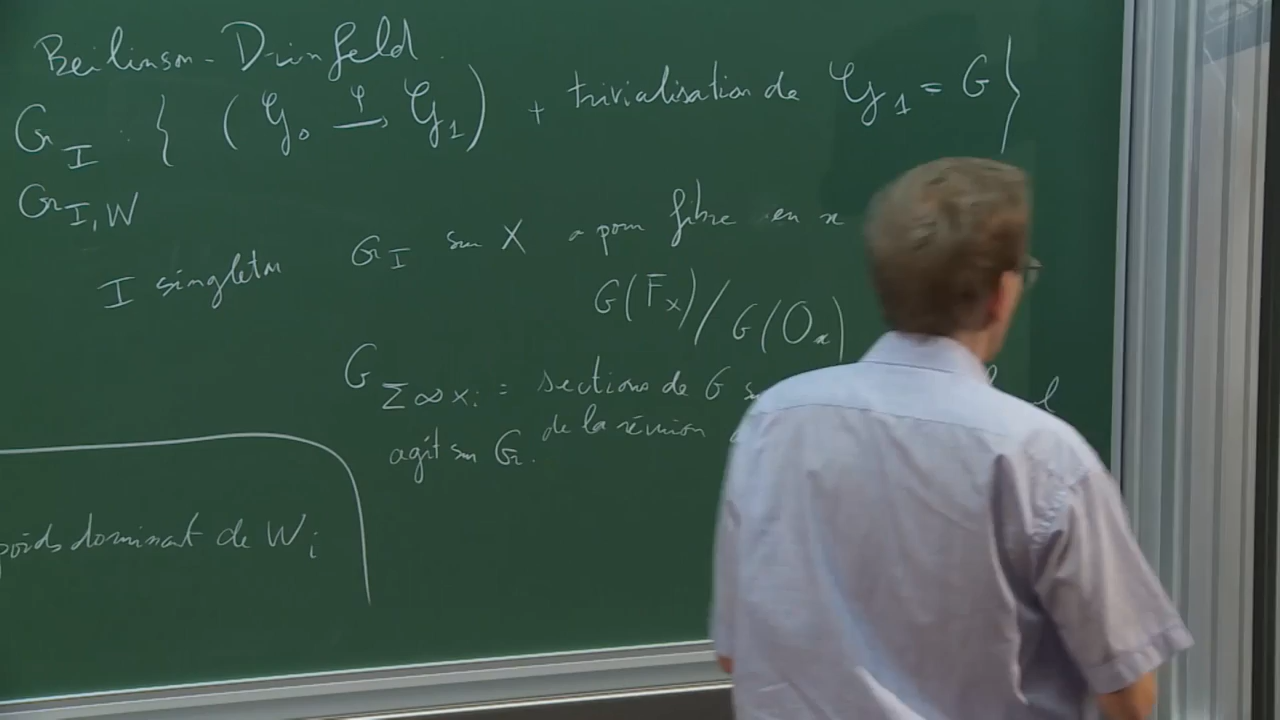 Beilinson-Drinfeld.
Gr_I : { (𝒢_0 —φ→ 𝒢_1) + trivialisation de 𝒢_1 = G }
Gr_{I,W}
I singleton Gr_I sur X a pour fibre en x
G(F_x)/G(O_x)
G_{Σ∞x_i} = sections de G
de la réunion
agit sur Gr.
poids dominant de W_i